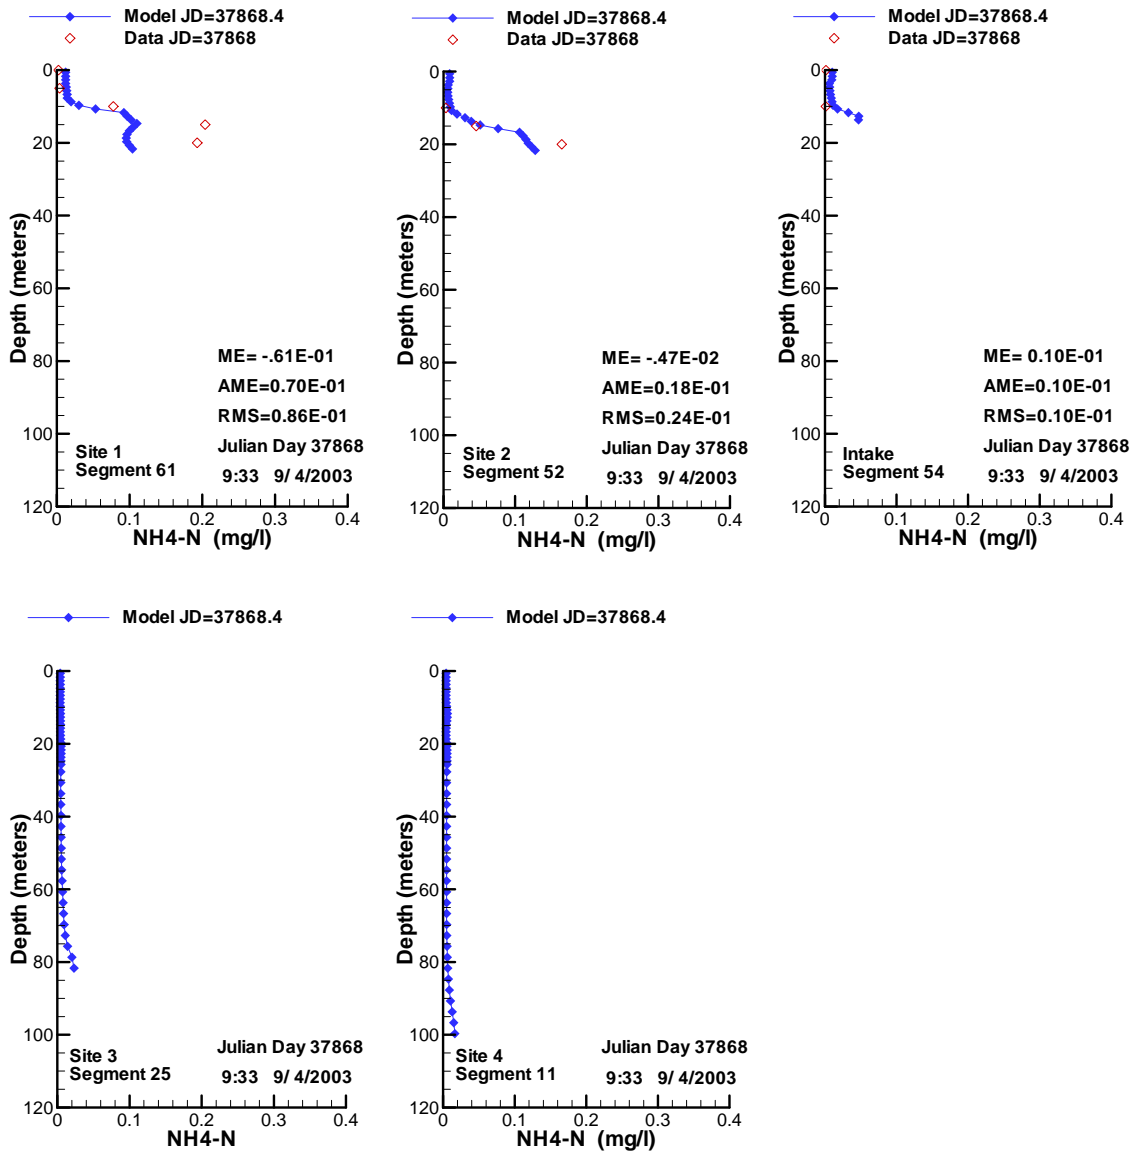 Model JD=37868.4
Data JD=37868
0
20
40
60
80
100
120
Depth (meters)
ME= -.61E-01
AME=0.70E-01
RMS=0.86E-01
Site 1
Segment 61
Julian Day 37868
9:33 9/ 4/2003
0 0.1 0.2 0.3 0.4
NH4-N (mg/l)
Model JD=37868.4
Data JD=37868
0
20
40
60
80
100
120
Depth (meters)
ME= -.47E-02
AME=0.18E-01
RMS=0.24E-01
Site 2
Segment 52
Julian Day 37868
9:33 9/ 4/2003
0 0.1 0.2 0.3 0.4
NH4-N (mg/l)
Model JD=37868.4
Data JD=37868
0
20
40
60
80
100
120
Depth (meters)
ME= 0.10E-01
AME=0.10E-01
RMS=0.10E-01
Intake
Segment 54
Julian Day 37868
9:33 9/ 4/2003
0 0.1 0.2 0.3 0.4
NH4-N (mg/l)
Model JD=37868.4
0
20
40
60
80
100
120
Depth (meters)
Site 3
Segment 25
Julian Day 37868
9:33 9/ 4/2003
0 0.1 0.2 0.3 0.4
NH4-N
Model JD=37868.4
0
20
40
60
80
100
120
Depth (meters)
Site 4
Segment 11
Julian Day 37868
9:33 9/ 4/2003
0 0.1 0.2 0.3 0.4
NH4-N (mg/l)